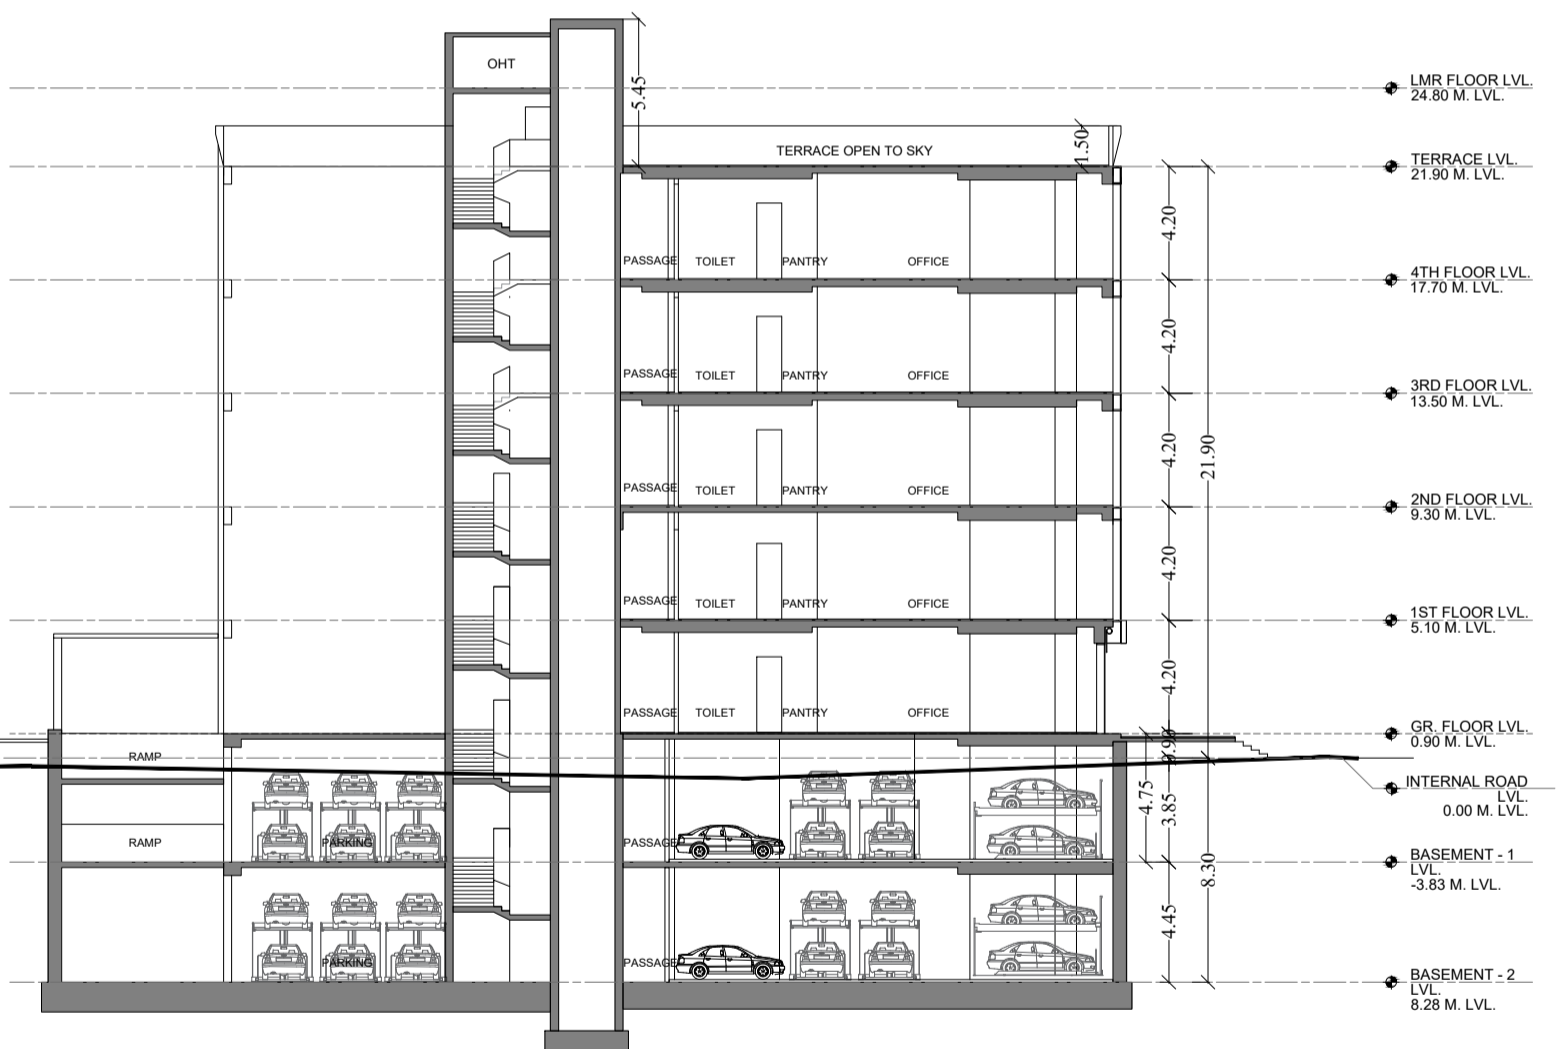 OHT
5.45
LMR FLOOR LVL.
24.80 M. LVL.
TERRACE OPEN TO SKY
1.50
TERRACE LVL.
21.90 M. LVL.
4.20
PASSAGE TOILET PANTRY OFFICE
4TH FLOOR LVL.
17.70 M. LVL.
4.20
PASSAGE TOILET PANTRY OFFICE
3RD FLOOR LVL.
13.50 M. LVL.
4.20
21.90
PASSAGE TOILET PANTRY OFFICE
2ND FLOOR LVL.
9.30 M. LVL.
4.20
PASSAGE TOILET PANTRY OFFICE
1ST FLOOR LVL.
5.10 M. LVL.
4.20
PASSAGE TOILET PANTRY OFFICE
GR. FLOOR LVL.
0.90 M. LVL.
RAMP
INTERNAL ROAD
LVL.
0.00 M. LVL.
4.75
3.85
RAMP PARKING PASSAGE
BASEMENT - 1
LVL.
-3.83 M. LVL.
8.30
4.45
PARKING PASSAGE
BASEMENT - 2
LVL.
8.28 M. LVL.